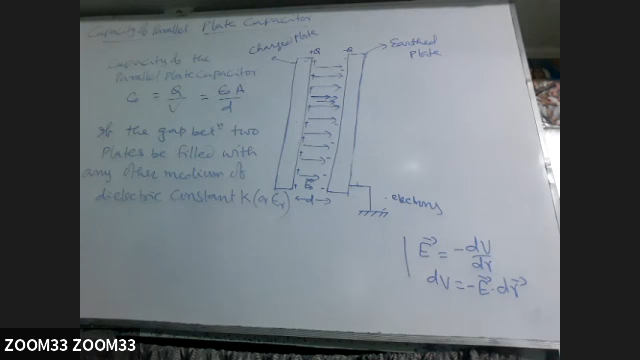 Capacity of Parallel Plate Capacitor
Capacity of the
Parallel Plate Capacitor
C = Q/V = ε₀A/d
If the gap betⁿ two
Plates be filled with
any other medium of
dielectric Constant K (or εr)
Charged Plate
+Q
-Q
Earthed
Plate
E
d
electrons
E⃗ = -dV/dr
dV = -E⃗·dr⃗
ZOOM33 ZOOM33